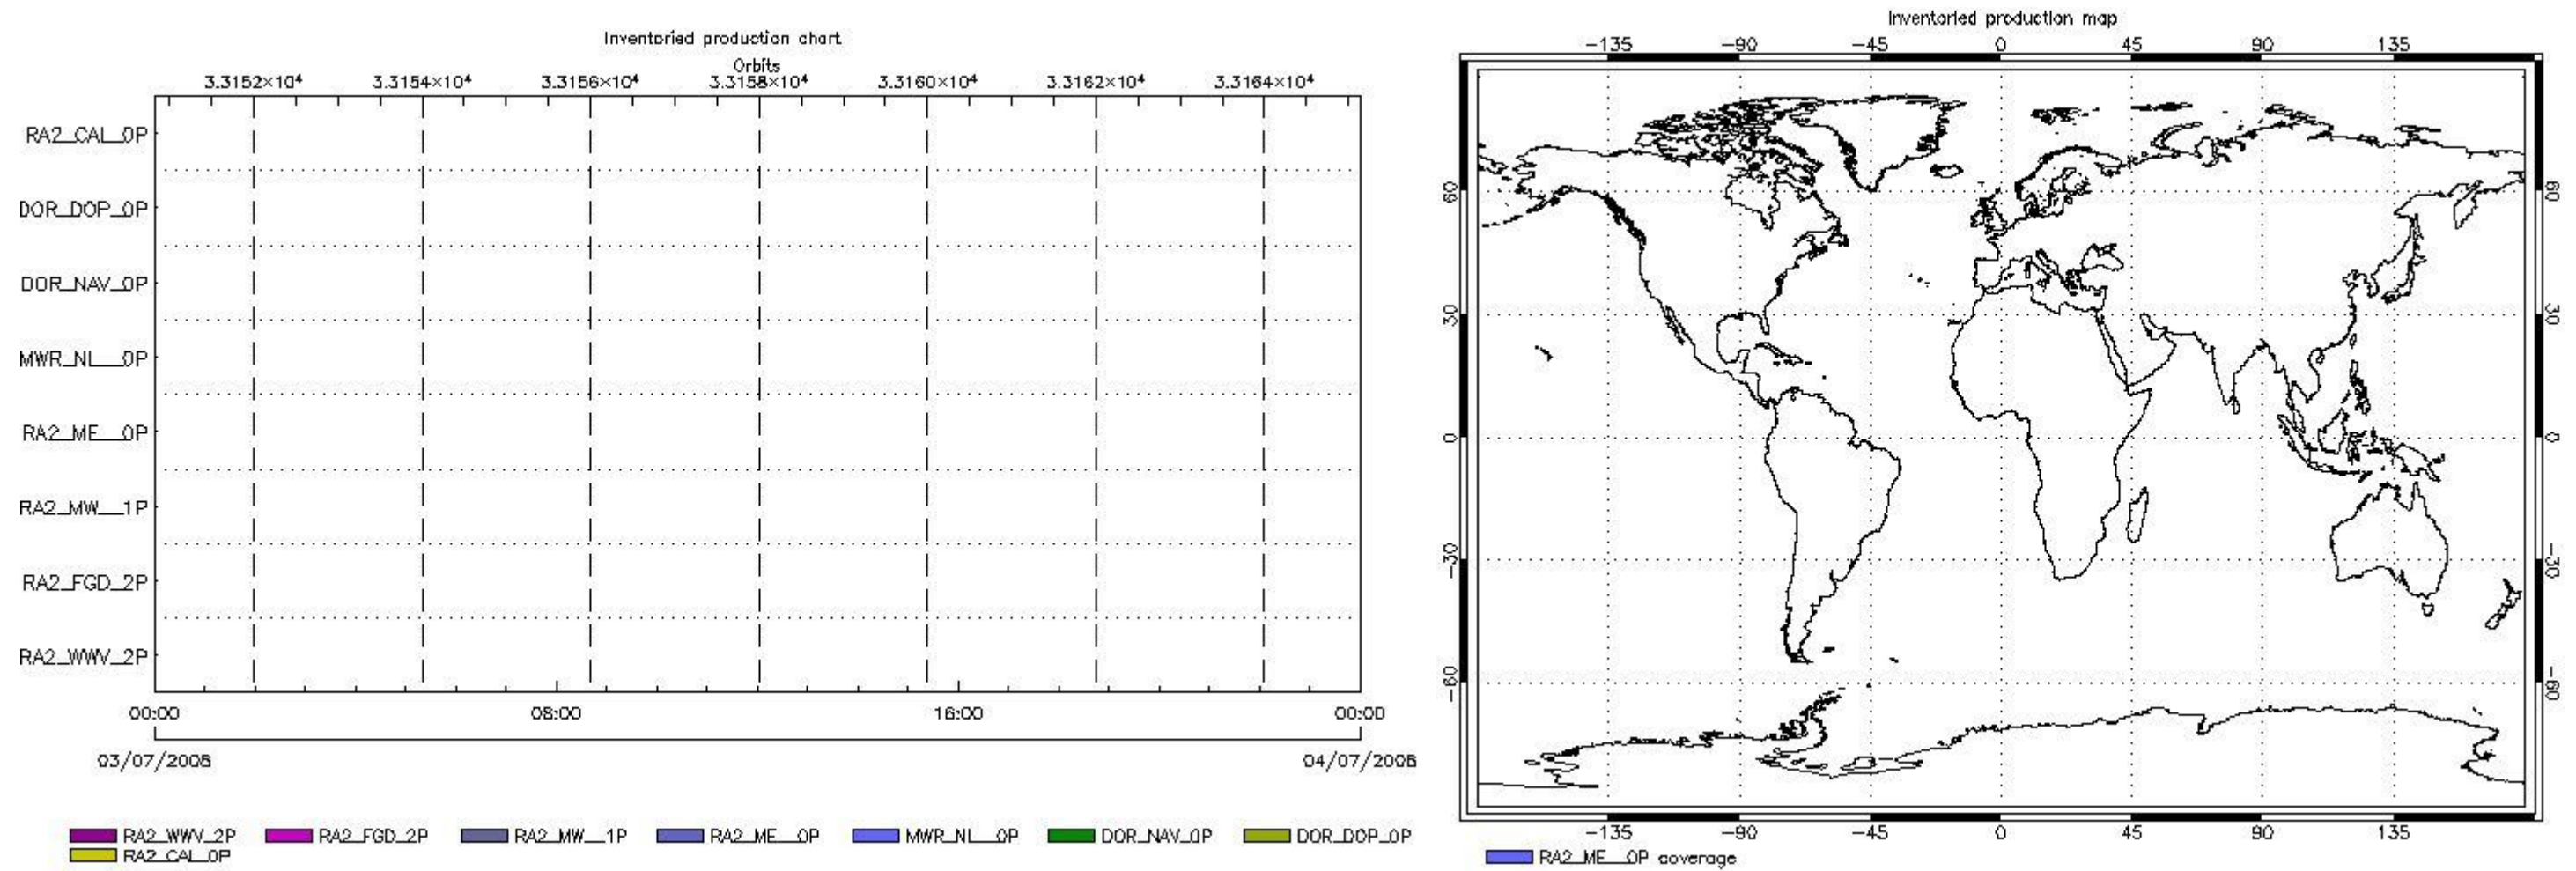 Inventoried production chart
Orbits
3.3152×10⁴ 3.3154×10⁴ 3.3156×10⁴ 3.3158×10⁴ 3.3160×10⁴ 3.3162×10⁴ 3.3164×10⁴
RA2_CAL_0P
DOR_DOP_0P
DOR_NAV_0P
MWR_NL__0P
RA2_ME__0P
RA2_MW__1P
RA2_FGD_2P
RA2_WWV_2P
00:00 08:00 16:00 00:00
03/07/2008 04/07/2008
RA2_WWV_2P RA2_FGD_2P RA2_MW__1P RA2_ME__0P MWR_NL__0P DOR_NAV_0P DOR_DOP_0P
RA2_CAL_0P
Inventoried production map
-135 -90 -45 0 45 90 135
60 60
30 30
0 0
-30 -30
-60 -60
-135 -90 -45 0 45 90 135
RA2_ME__0P coverage